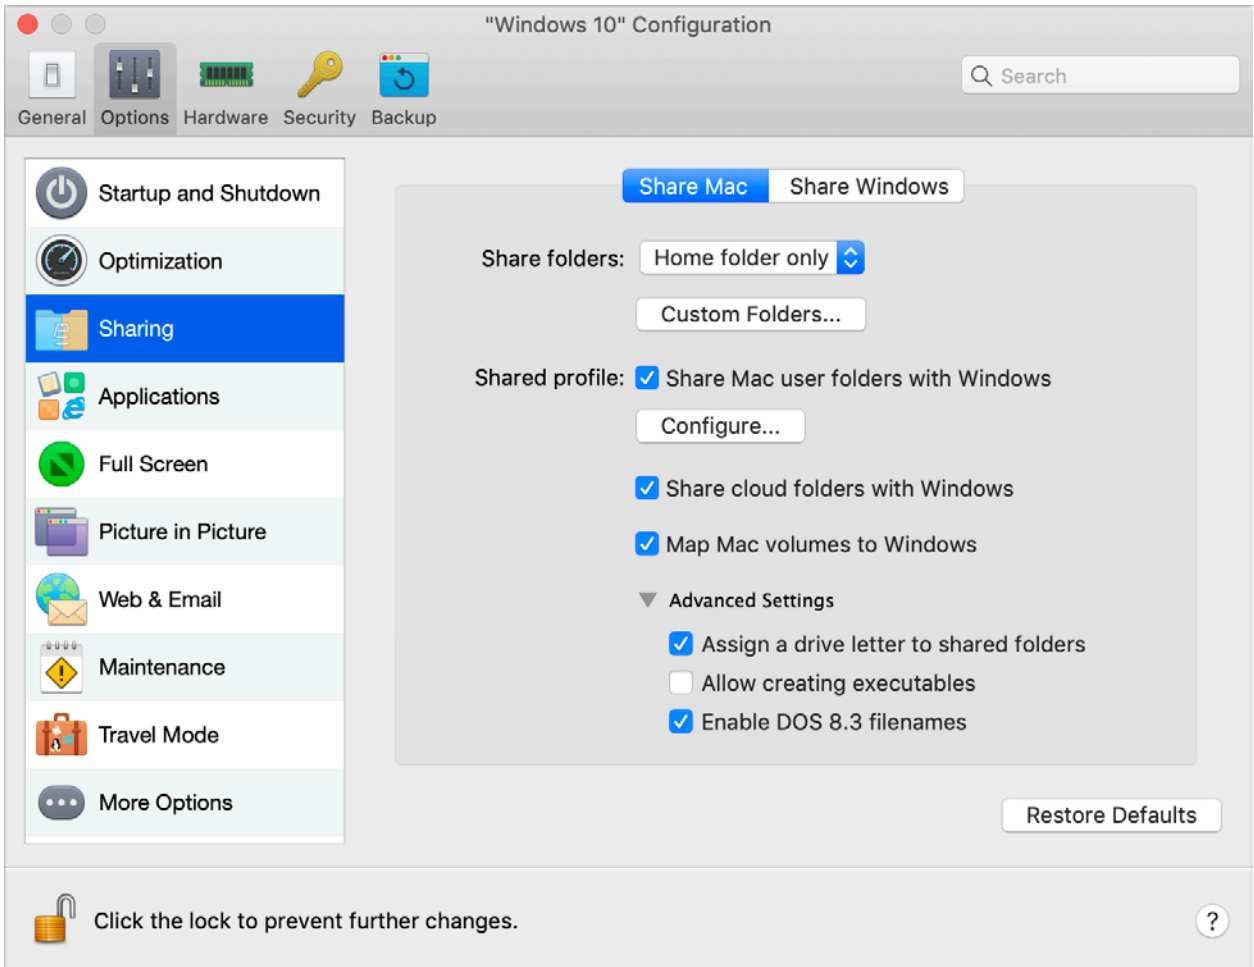 "Windows 10" Configuration
General Options Hardware Security Backup
Search
Startup and Shutdown
Optimization
Sharing
Applications
Full Screen
Picture in Picture
Web & Email
Maintenance
Travel Mode
More Options
Share Mac Share Windows
Share folders: Home folder only
Custom Folders...
Shared profile: Share Mac user folders with Windows
Configure...
Share cloud folders with Windows
Map Mac volumes to Windows
Advanced Settings
Assign a drive letter to shared folders
Allow creating executables
Enable DOS 8.3 filenames
Restore Defaults
Click the lock to prevent further changes.
?